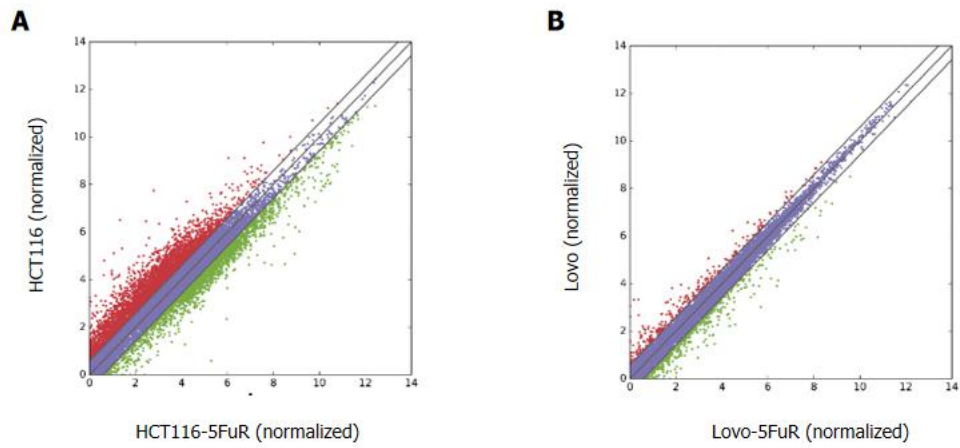 A
B
14
12
10
8
6
4
2
0
0 2 4 6 8 10 12 14
HCT116 (normalized)
HCT116-5FuR (normalized)
14
12
10
8
6
4
2
0
0 2 4 6 8 10 12 14
Lovo (normalized)
Lovo-5FuR (normalized)